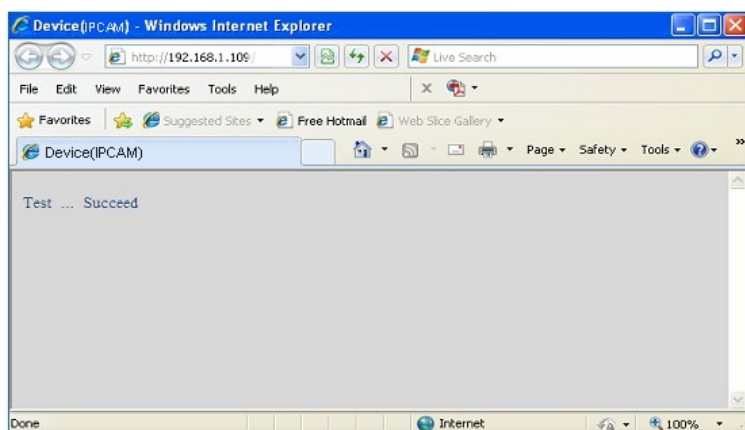 Device(IPCAM) - Windows Internet Explorer
http://192.168.1.109/
Live Search
File Edit View Favorites Tools Help
Favorites Suggested Sites Free Hotmail Web Slice Gallery
Device(IPCAM)
Page Safety Tools
Test ... Succeed
Done
Internet
100%